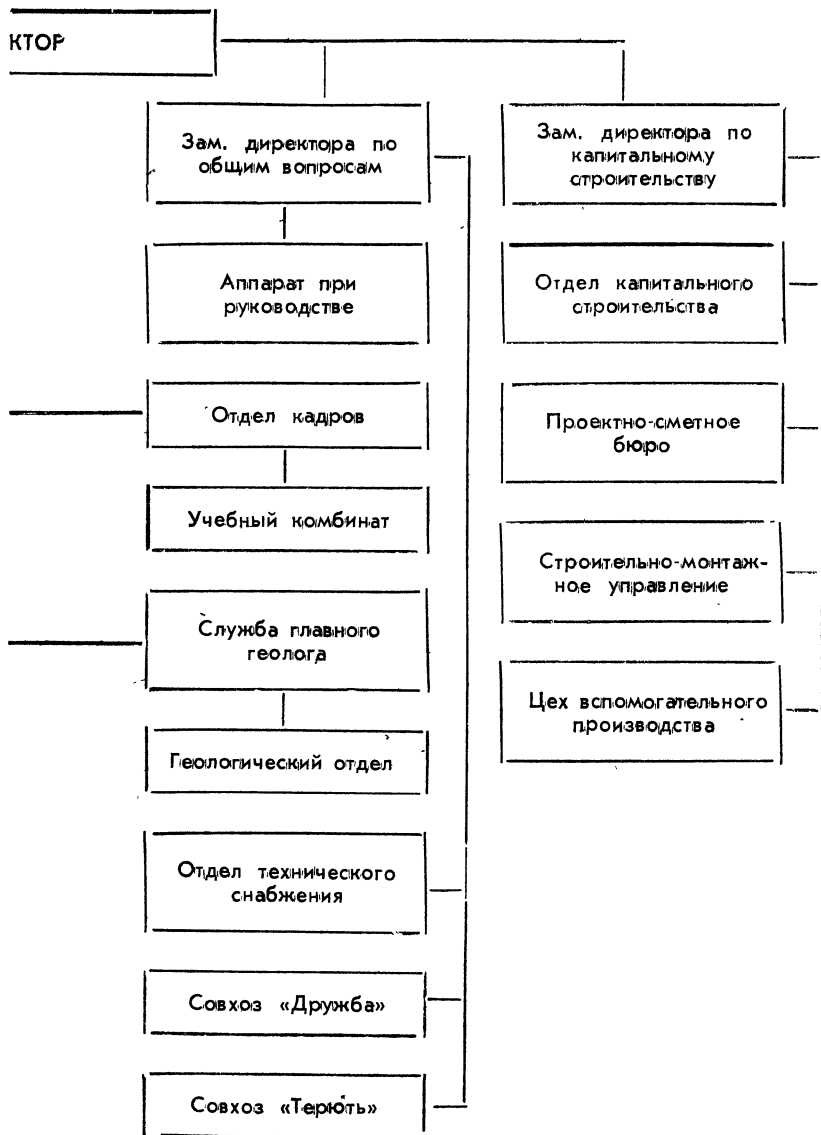 КТОР
Зам. директора по
общим вопросам
Аппарат при
руководстве
Отдел кадров
Учебный комбинат
Служба главного
геолога
Геологический отдел
Отдел технического
снабжения
Совхоз «Дружба»
Совхоз «Терють»
Зам. директора по
капитальному
строительству
Отдел капитального
строительства
Проектно-сметное
бюро
Строительно-монтаж-
ное управление
Цех вспомогательного
производства